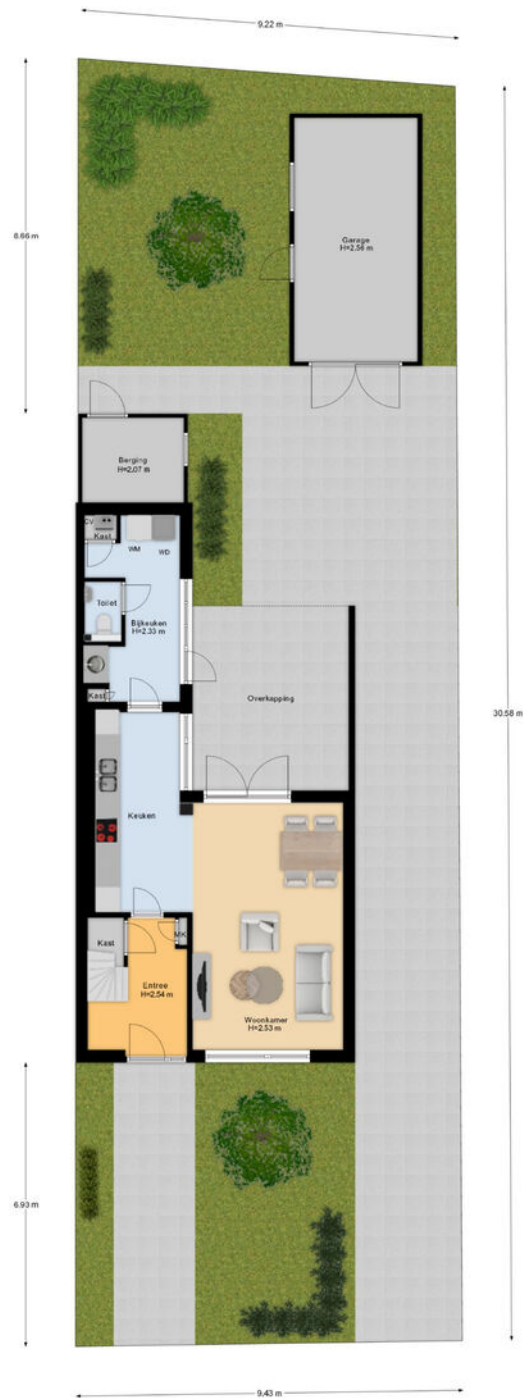 9.22 m
8.66 m
Garage
H=2.56 m
Berging
H=2.07 m
CV
Kast
WM
WD
Toilet
Bijkeuken
H=2.33 m
Kast
Overkapping
30.58 m
Keuken
Kast
MK
Entree
H=2.54 m
Woonkamer
H=2.53 m
6.93 m
9.43 m